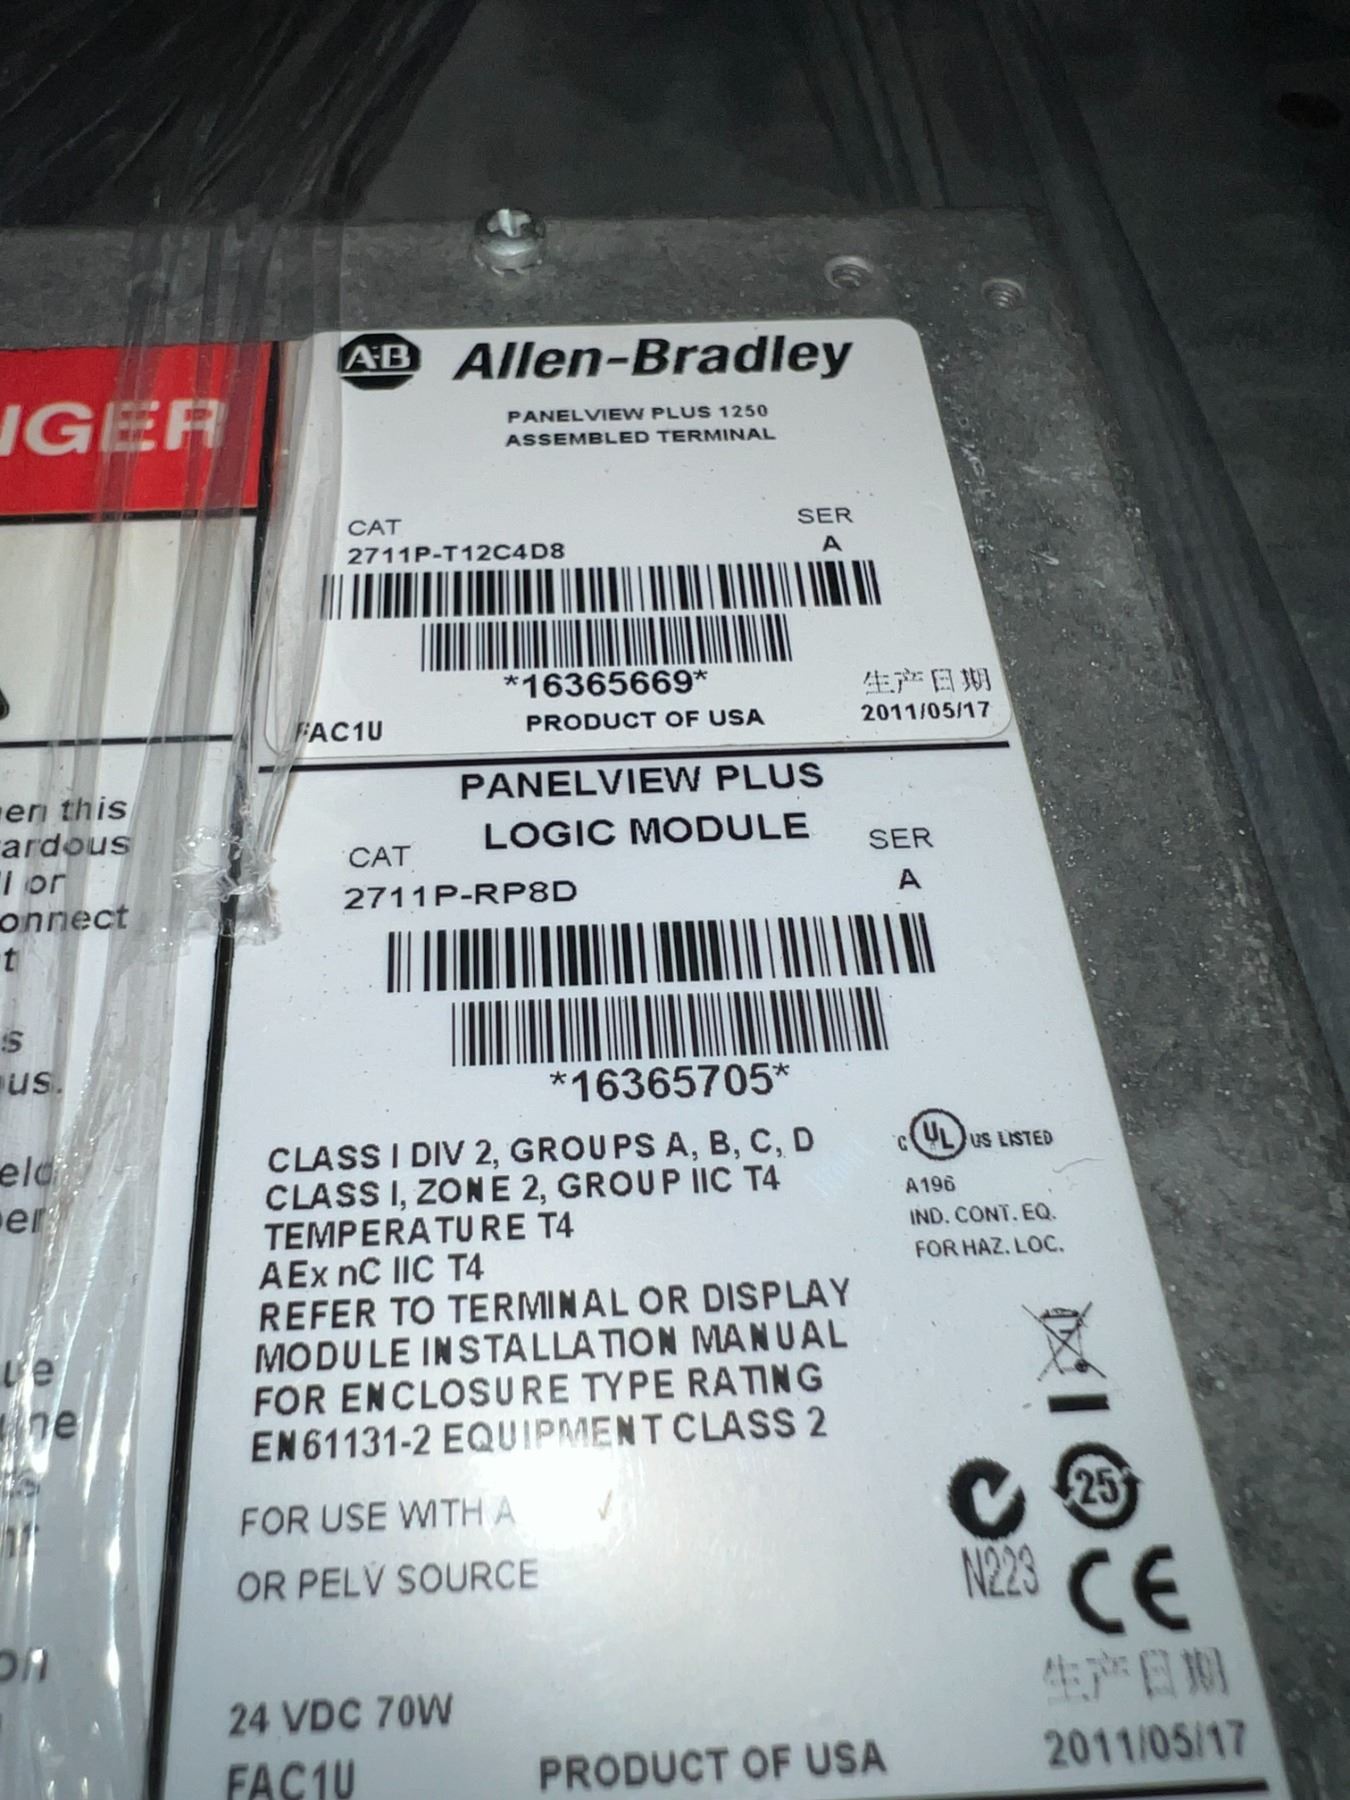 A-B Allen-Bradley
PANELVIEW PLUS 1250
ASSEMBLED TERMINAL
CAT
SER
2711P-T12C4D8
A
*16365669*
生产日期
FAC1U
PRODUCT OF USA
2011/05/17
PANELVIEW PLUS
LOGIC MODULE
CAT
SER
2711P-RP8D
A
*16365705*
CLASS I DIV 2, GROUPS A, B, C, D
CLASS I, ZONE 2, GROUP IIC T4
TEMPERATURE T4
AEx nC IIC T4
REFER TO TERMINAL OR DISPLAY
MODULE INSTALLATION MANUAL
FOR ENCLOSURE TYPE RATING
EN61131-2 EQUIPMENT CLASS 2
C UL US LISTED
A196
IND. CONT. EQ.
FOR HAZ. LOC.
FOR USE WITH A
OR PELV SOURCE
25
N223
CE
生产日期
24 VDC 70W
2011/05/17
FAC1U
PRODUCT OF USA
NGER
this
or
onnect